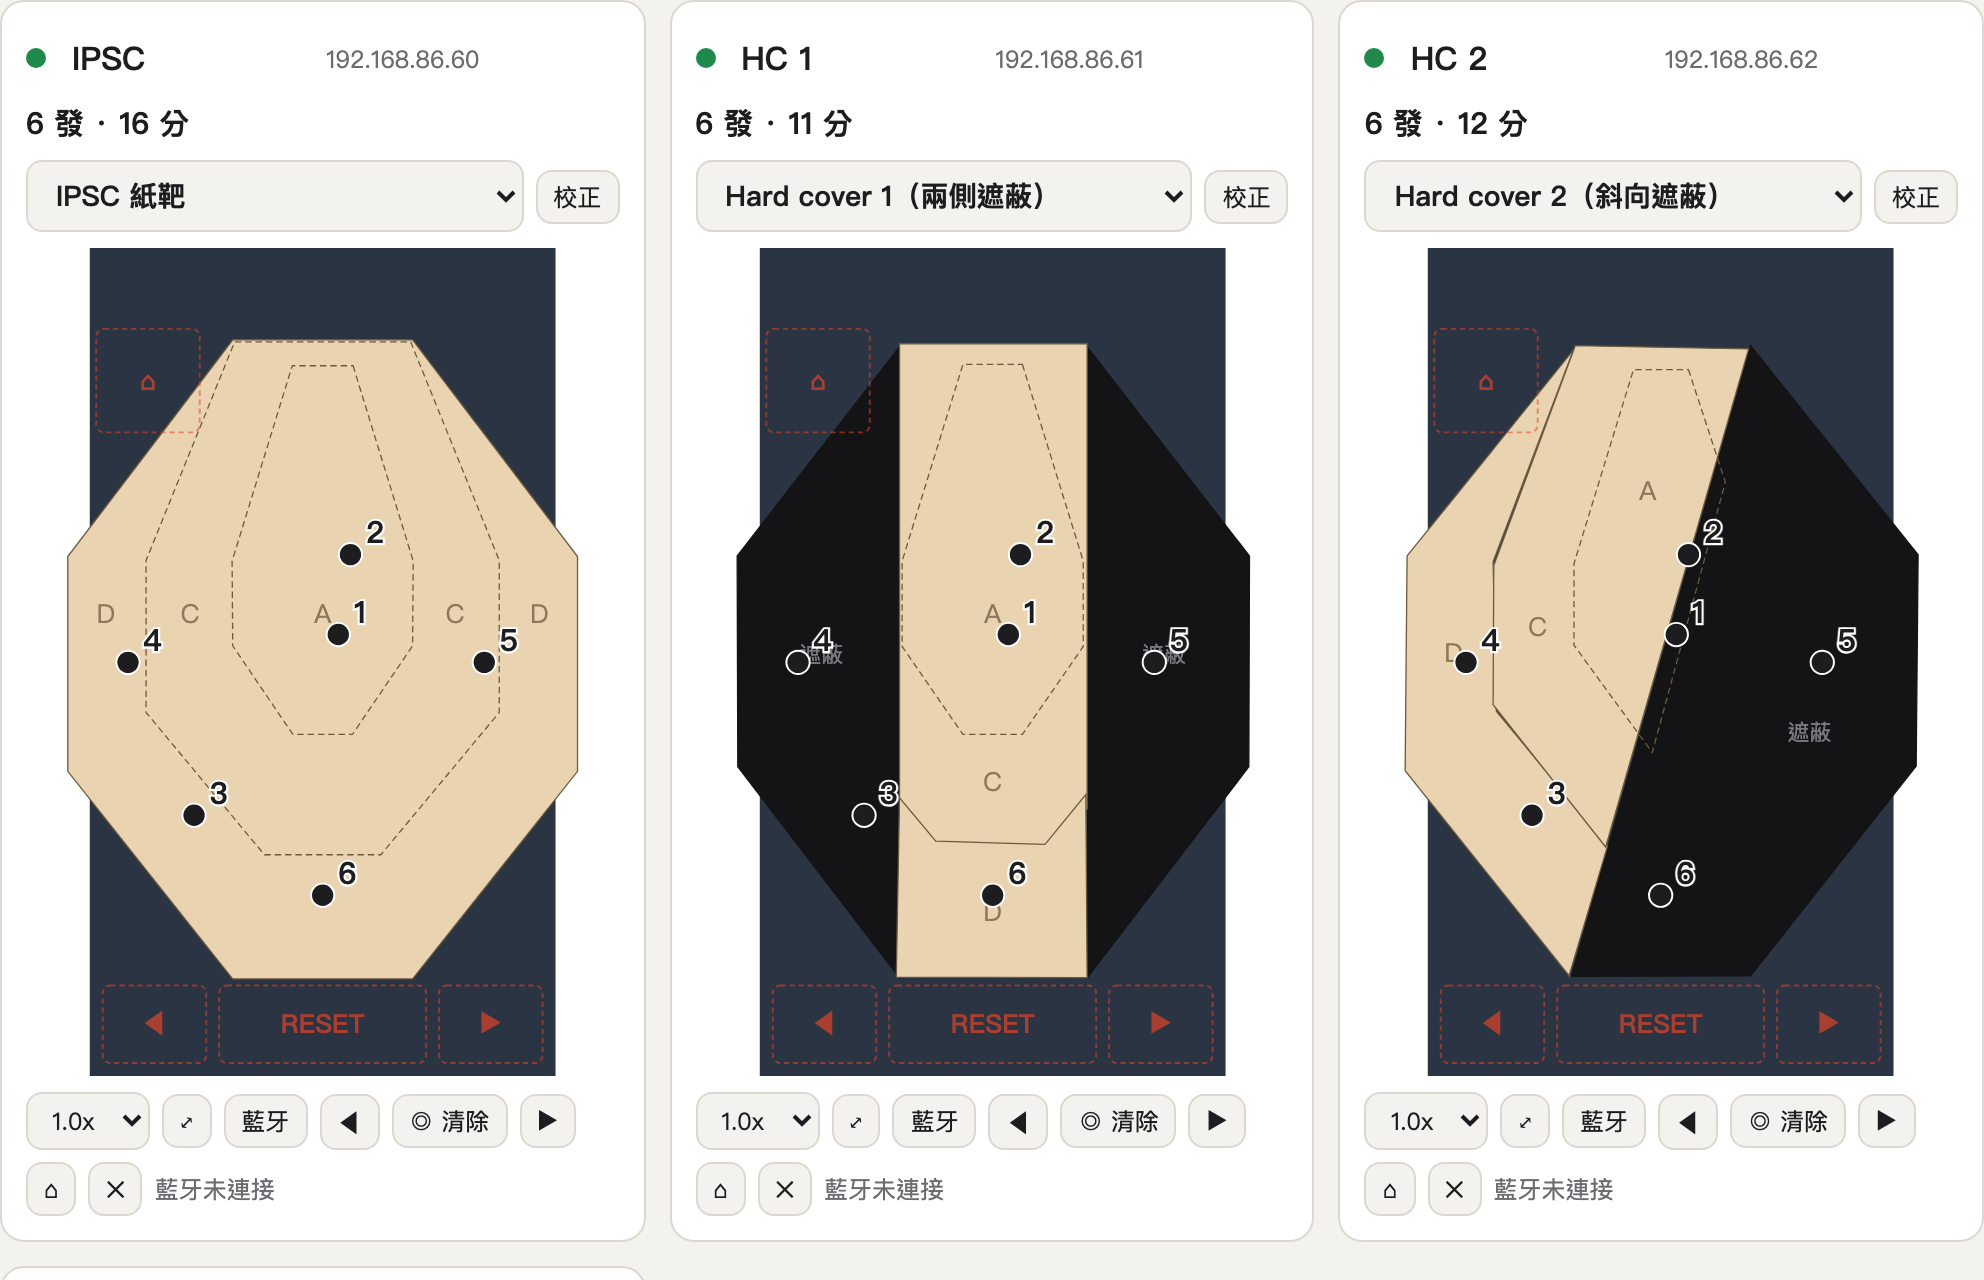 IPSC 192.168.86.60
6 發 · 16 分
IPSC 紙靶 校正
⌂
2
A 1
D C C D
4 5
3
6
◀ RESET ▶
1.0x ⤢ 藍牙 ◀ ◎ 清除 ▶
⌂ × 藍牙未連接
HC 1 192.168.86.61
6 發 · 11 分
Hard cover 1（兩側遮蔽） 校正
⌂
2
A 1
4 遮蔽 5 遮蔽
C
3
6
D
◀ RESET ▶
1.0x ⤢ 藍牙 ◀ ◎ 清除 ▶
⌂ × 藍牙未連接
HC 2 192.168.86.62
6 發 · 12 分
Hard cover 2（斜向遮蔽） 校正
⌂
A
2
C 1
D 4 5
遮蔽
3
6
◀ RESET ▶
1.0x ⤢ 藍牙 ◀ ◎ 清除 ▶
⌂ × 藍牙未連接